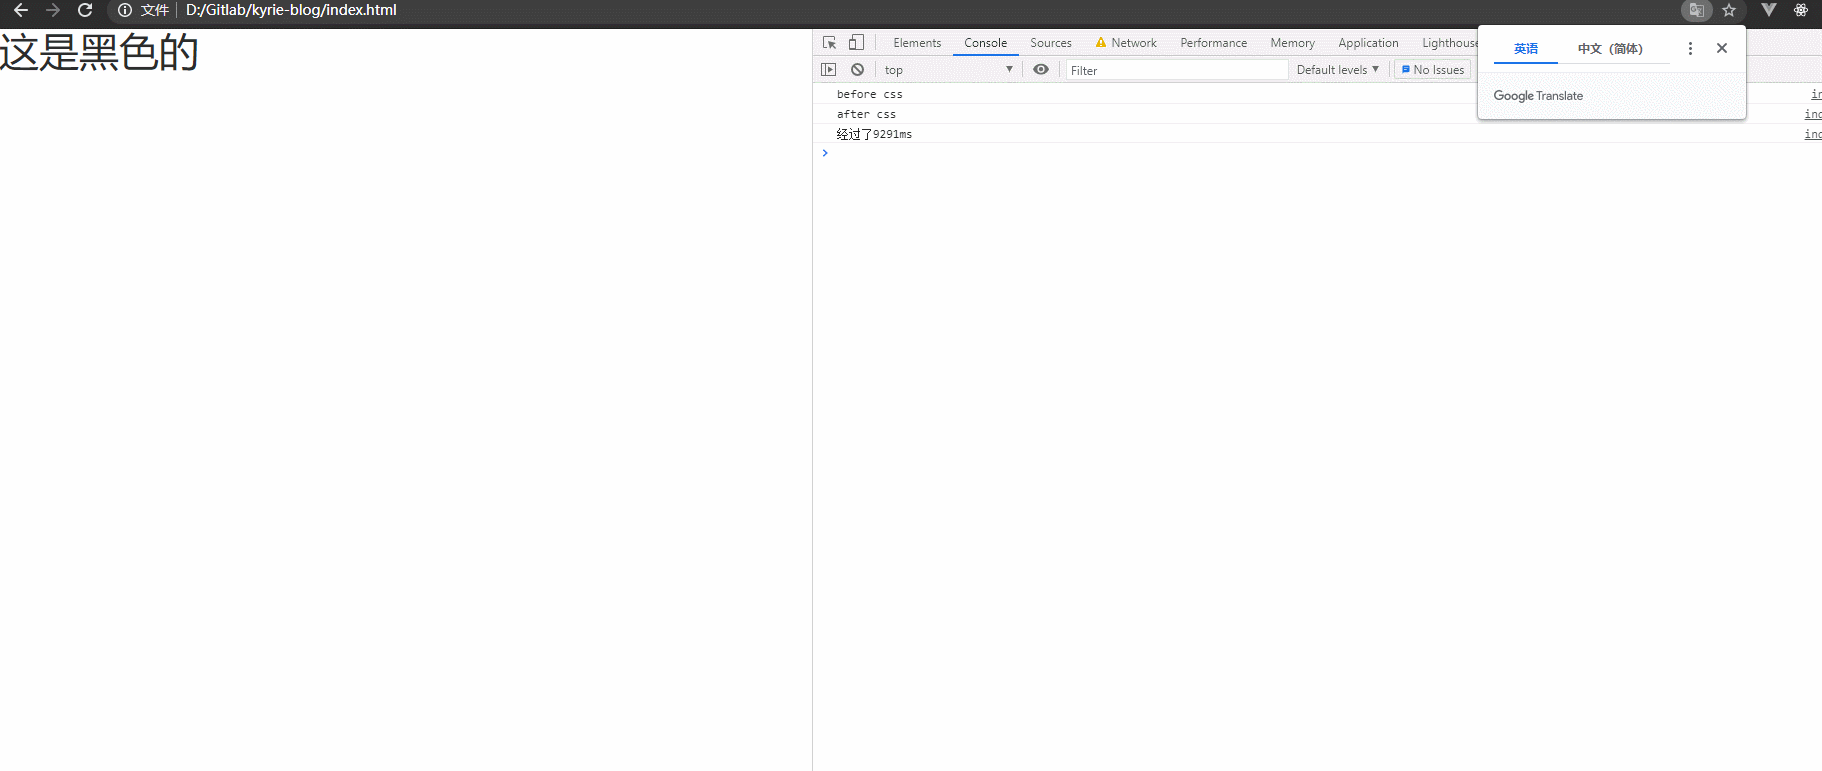 文件 D:/Gitlab/kyrie-blog/index.html
这是黑色的
Elements Console Sources Network Performance Memory Application Lighthouse
英语 中文（简体）
top Filter Default levels No Issues
Google Translate
before css
after css
经过了9291ms